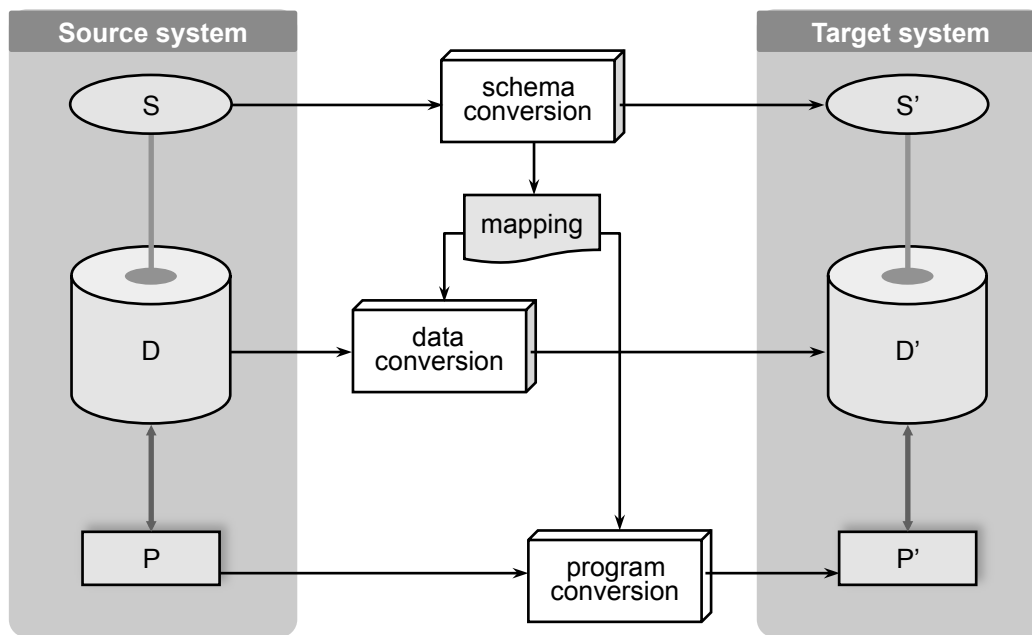 Source system
Target system
S
schema
conversion
S’
mapping
D
data
conversion
D’
P
program
conversion
P’